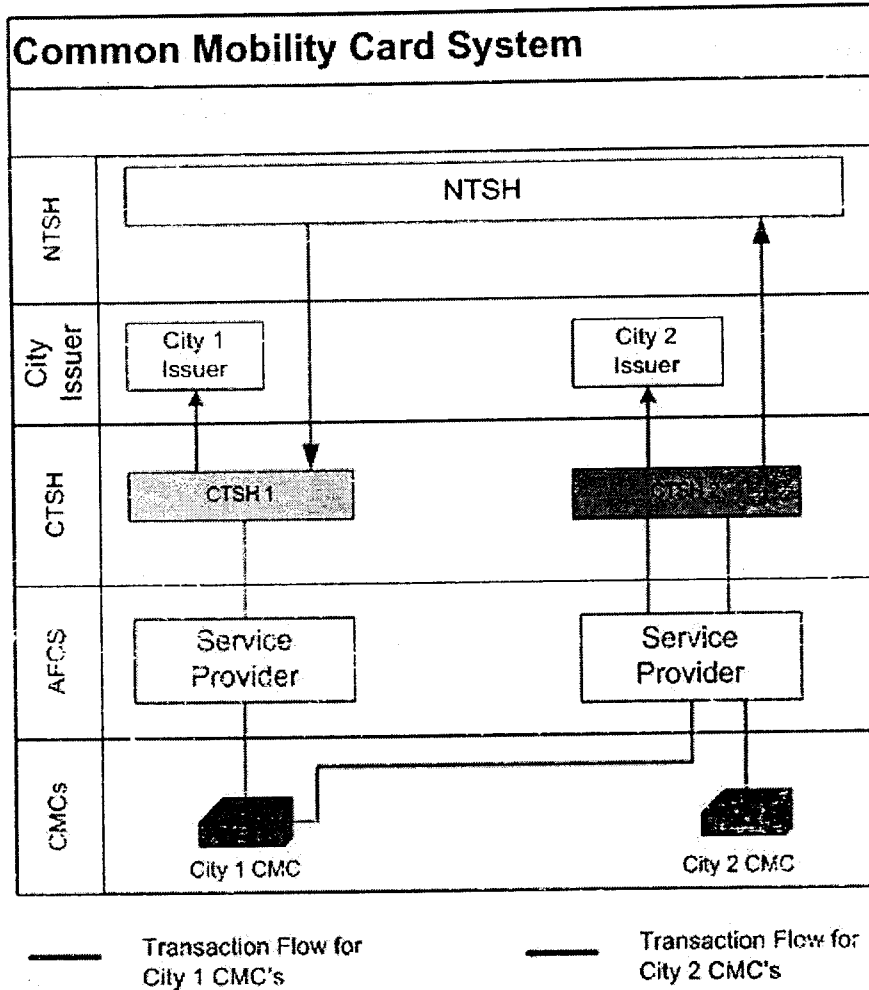 Common Mobility Card System
NTSH
NTSH
City
Issuer
City 1
Issuer
City 2
Issuer
CTSH
CTSH 1
CTSH
AFCS
Service
Provider
Service
Provider
CMCs
City 1 CMC
City 2 CMC
Transaction Flow for
City 1 CMC's
Transaction Flow for
City 2 CMC's